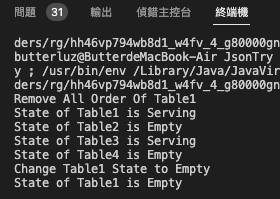 問題 31 輸出 偵錯主控台 終端機
ders/rg/hh46vp794wb8d1_w4fv_4_g80000gn
butterluz@ButterdeMacBook-Air JsonTry
y ; /usr/bin/env /Library/Java/JavaVir
ders/rg/hh46vp794wb8d1_w4fv_4_g80000gn
Remove All Order Of Table1
State of Table1 is Serving
State of Table2 is Empty
State of Table3 is Serving
State of Table4 is Empty
Change Table1 State to Empty
State of Table1 is Empty